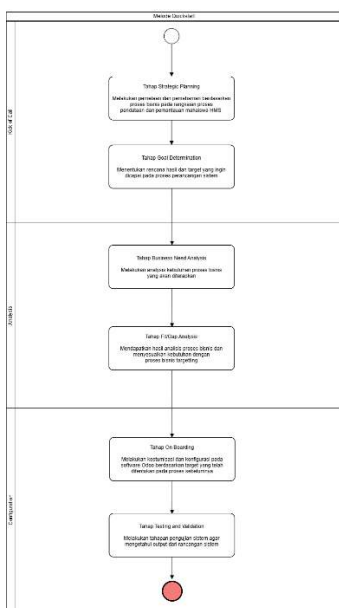 Metode Quickstart
Kick of Call
Tahap Strategic Planning
Melakukan pemetaan dan pemahaman berdasarkan
proses bisnis pada rangkaian proses
pendataan dan pemantauan mahasiswa HMS
Tahap Goal Determination
Menentukan rencana hasil dan target yang ingin
dicapai pada proses perancangan sistem
Analysis
Tahap Business Need Analysis
Melakukan analisis kebutuhan proses bisnis
yang akan diterapkan
Tahap Fit/Gap Analysis
Mendapatkan hasil analisis proses bisnis dan
menyesuaikan kebutuhan dengan
proses bisnis targetting
Configuration
Tahap On Boarding
Melakukan kostumisasi dan konfigurasi pada
software Odoo berdasarkan target yang telah
ditentukan pada proses sebelumnya
Tahap Testing and Validation
Melakukan tahapan pengujian sistem agar
mengetahui output dari rancangan sistem